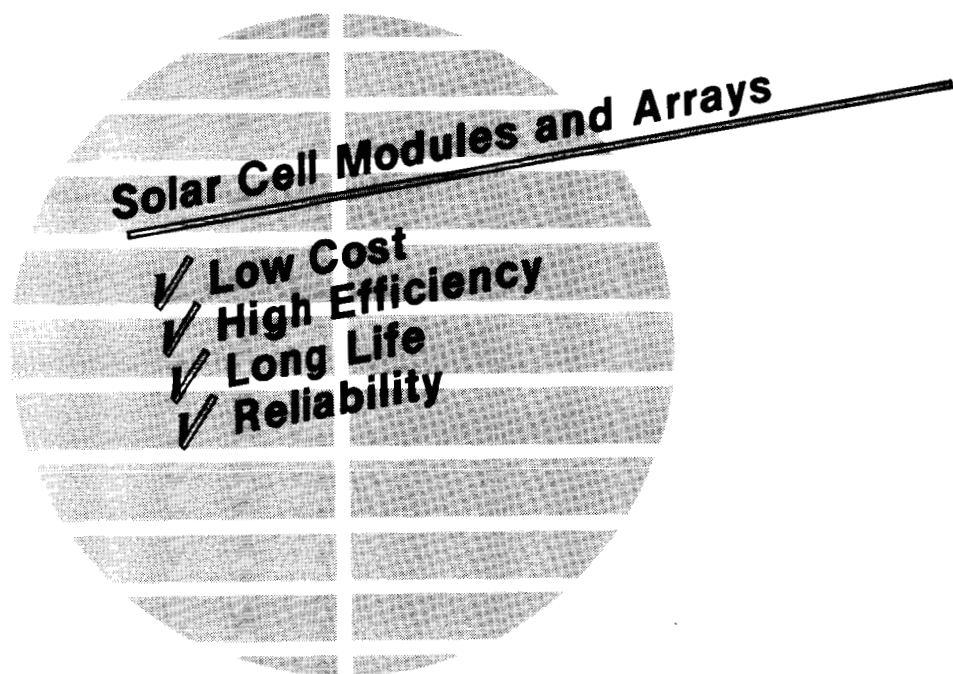 Solar Cell Modules and Arrays
Low Cost
High Efficiency
Long Life
Reliability